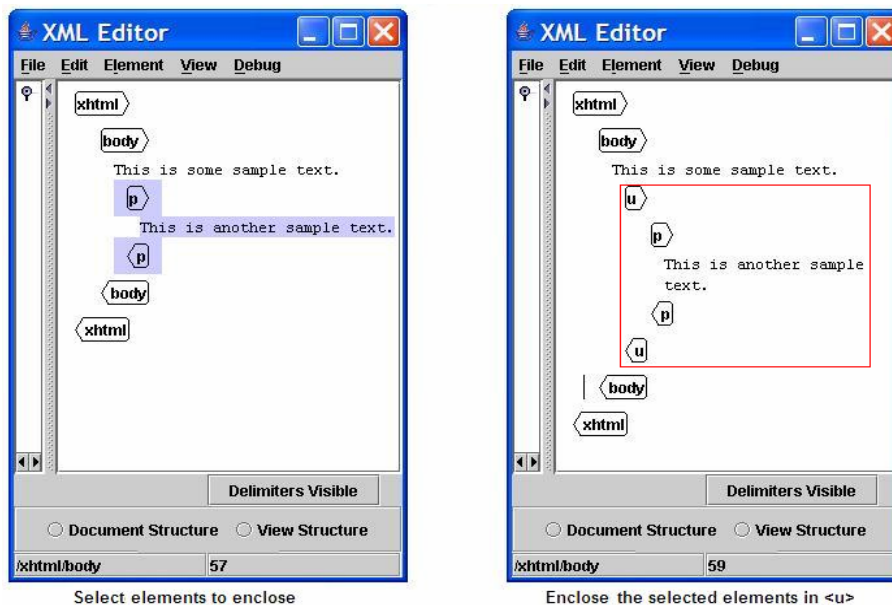 XML Editor
File Edit Element View Debug
xhtml
body
This is some sample text.
p
This is another sample text.
p
body
xhtml
Delimiters Visible
Document Structure View Structure
/xhtml/body 57
Select elements to enclose
XML Editor
File Edit Element View Debug
xhtml
body
This is some sample text.
u
p
This is another sample
text.
p
u
body
xhtml
Delimiters Visible
Document Structure View Structure
/xhtml/body 59
Enclose the selected elements in <u>